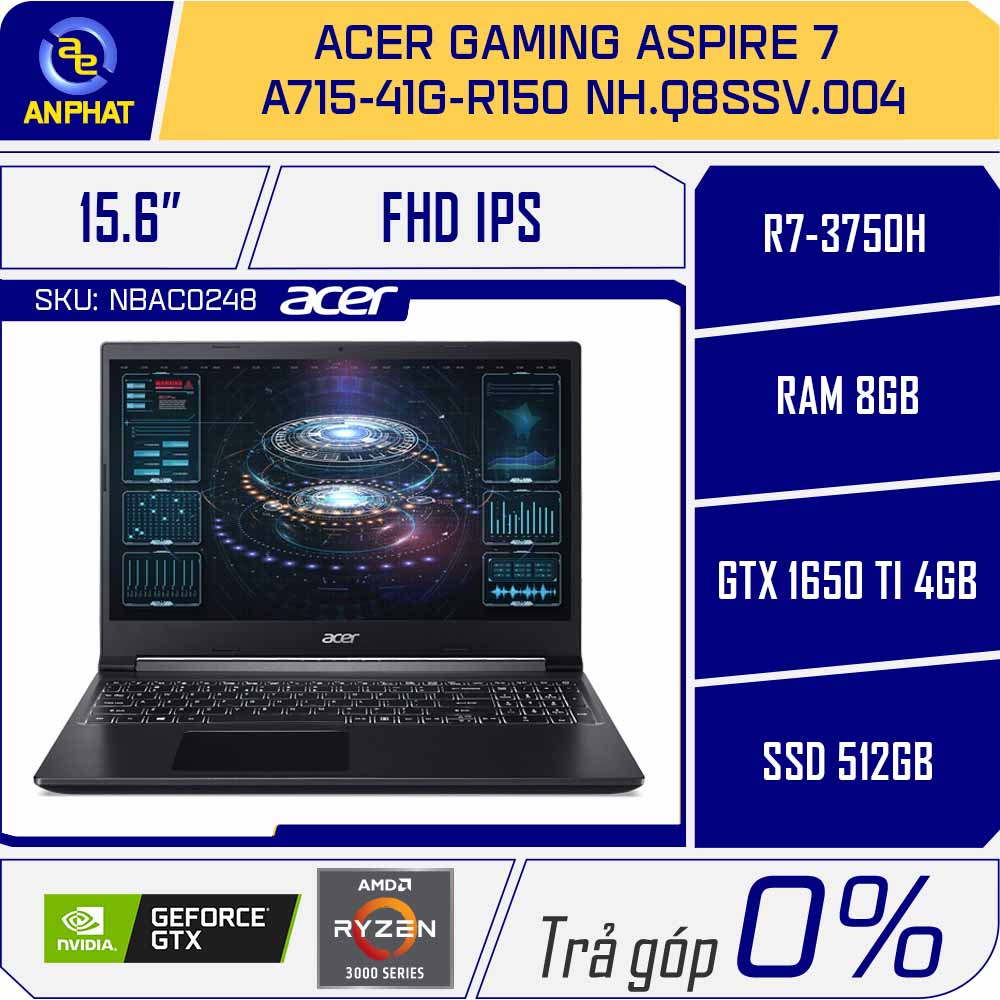 ANPHAT
ACER GAMING ASPIRE 7
A715-41G-R150 NH.Q8SSV.004
15.6”
FHD IPS
SKU: NBAC0248
acer
R7-3750H
RAM 8GB
GTX 1650 TI 4GB
SSD 512GB
WARNING
acer
NVIDIA.
GEFORCE
GTX
AMD
RYZEN
3000 SERIES
Trả góp 0%